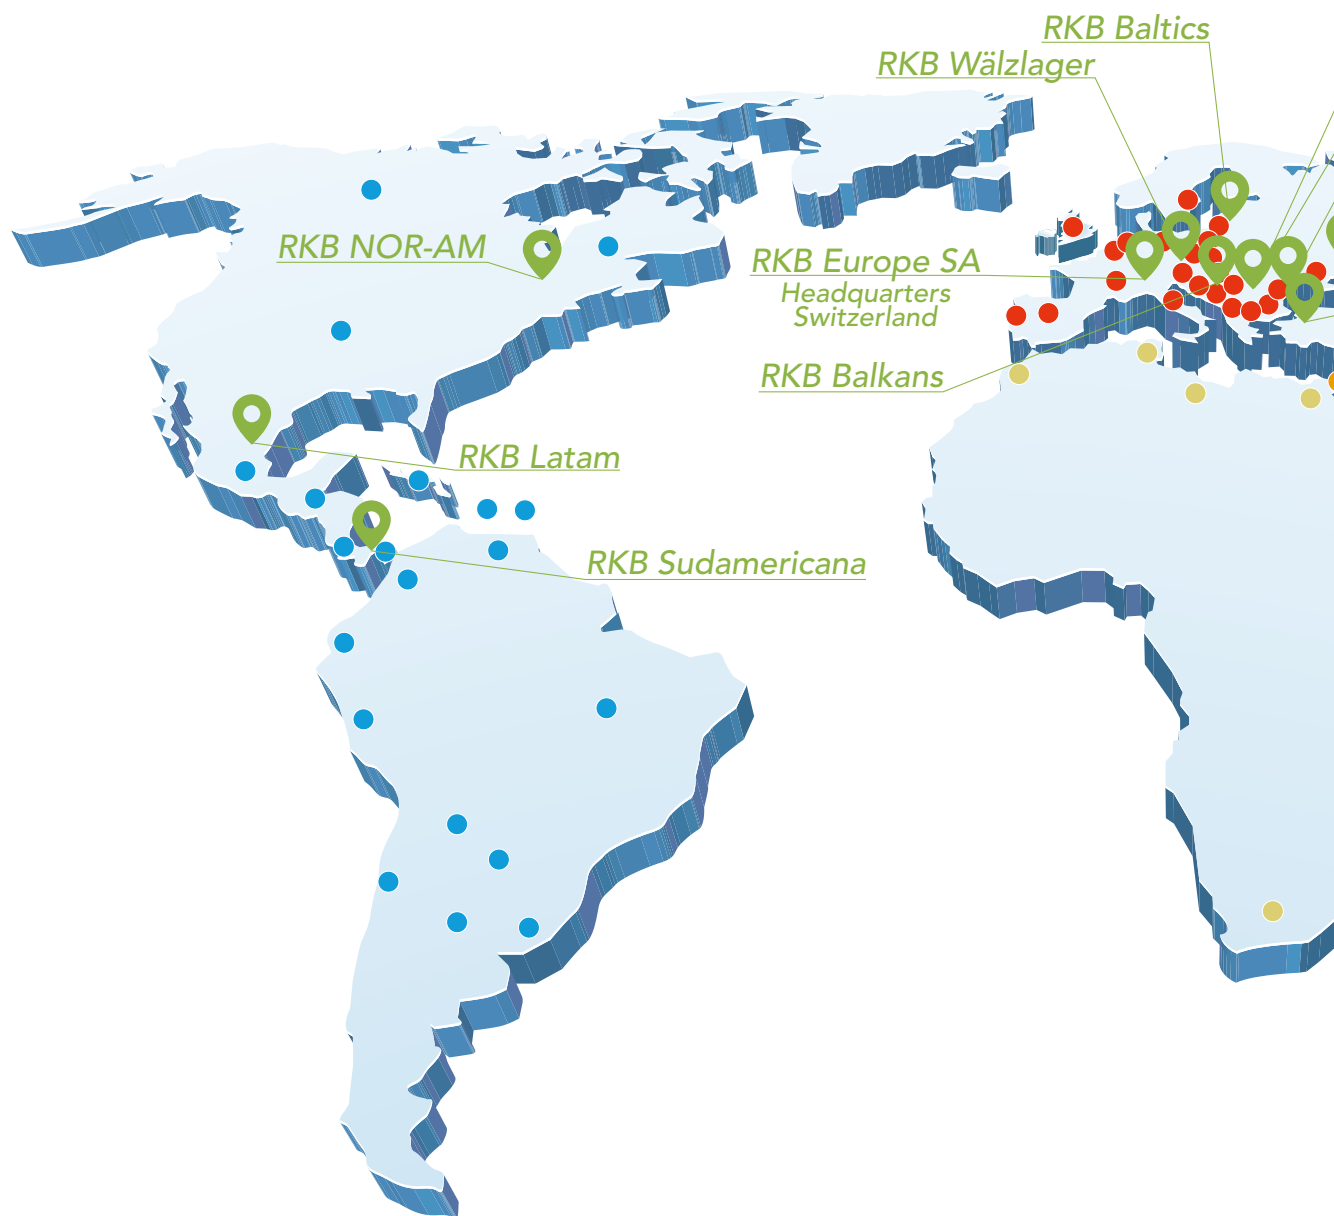 RKB Baltics
RKB Wälzlager
RKB NOR-AM
RKB Europe SA
Headquarters
Switzerland
RKB Balkans
RKB Latam
RKB Sudamericana